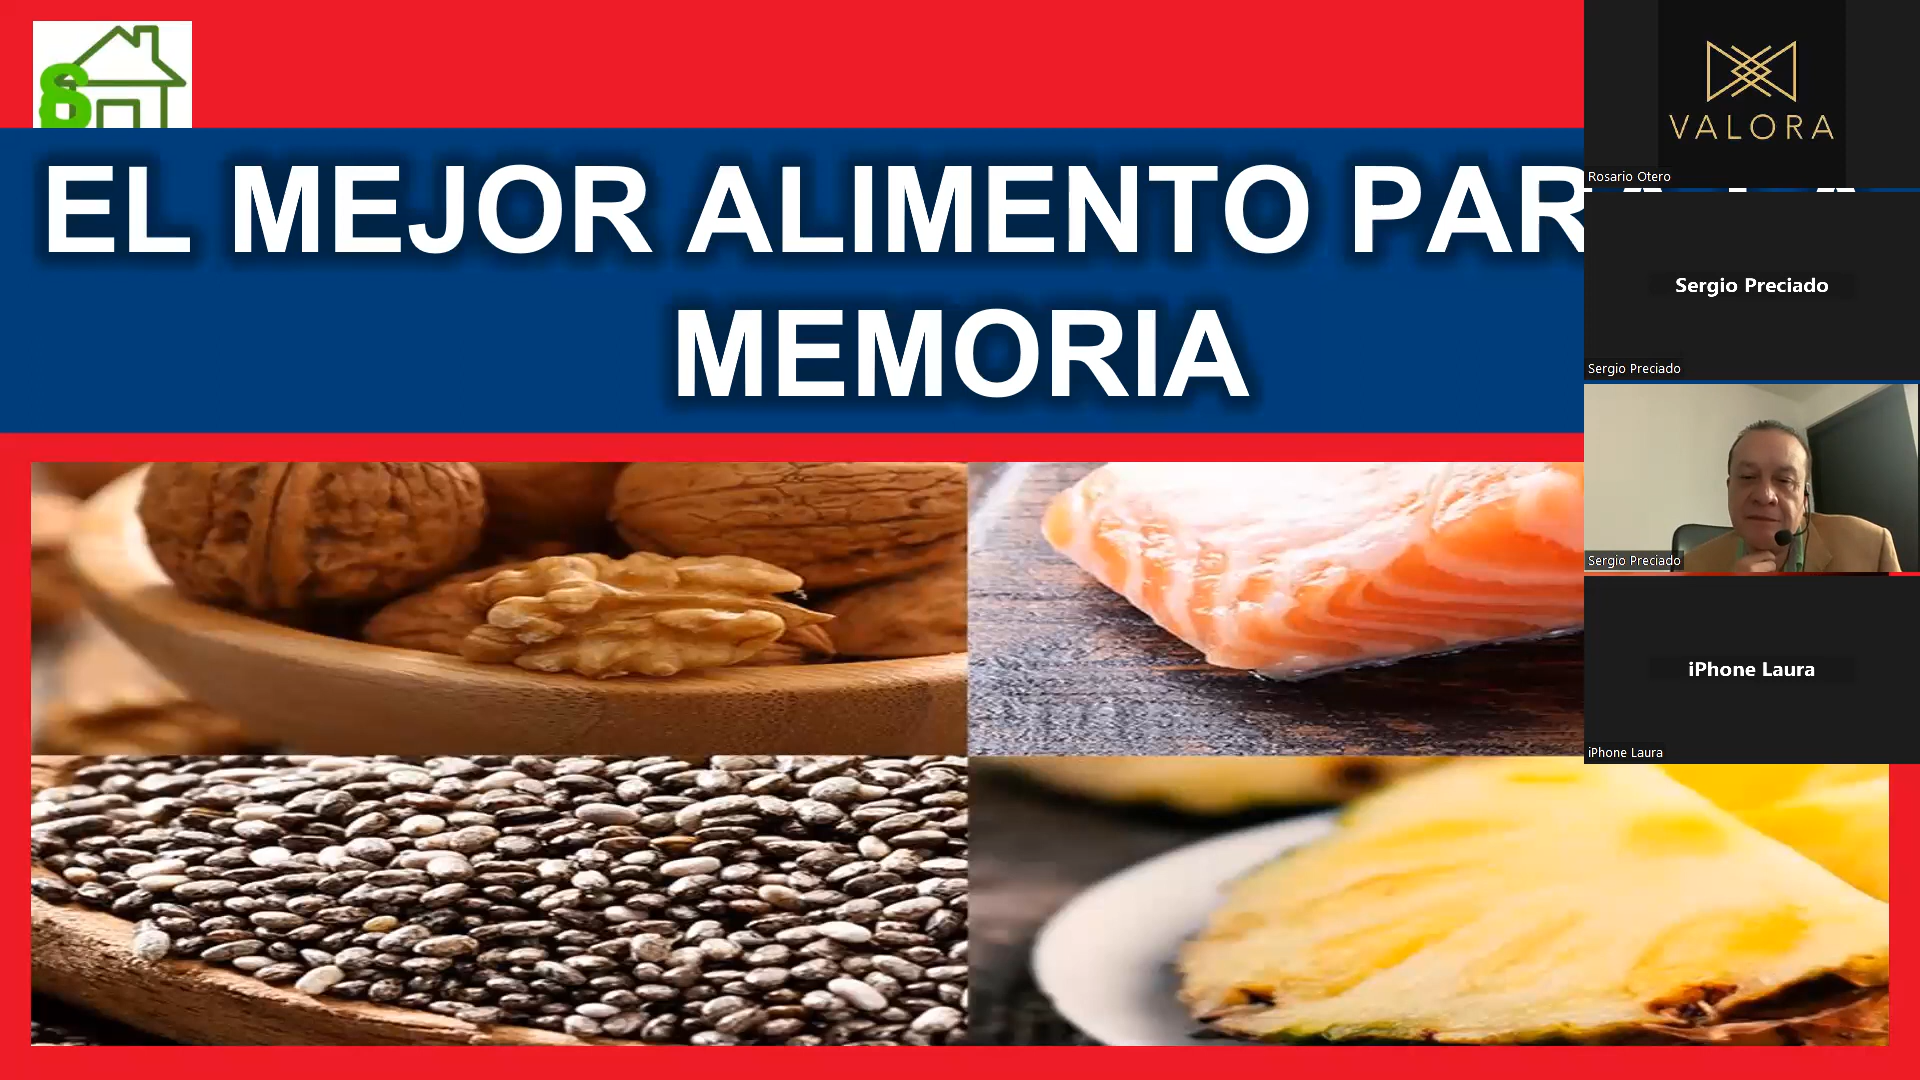 EL MEJOR ALIMENTO PAR
MEMORIA
VALORA
Rosario Otero
Sergio Preciado
Sergio Preciado
Sergio Preciado
iPhone Laura
iPhone Laura